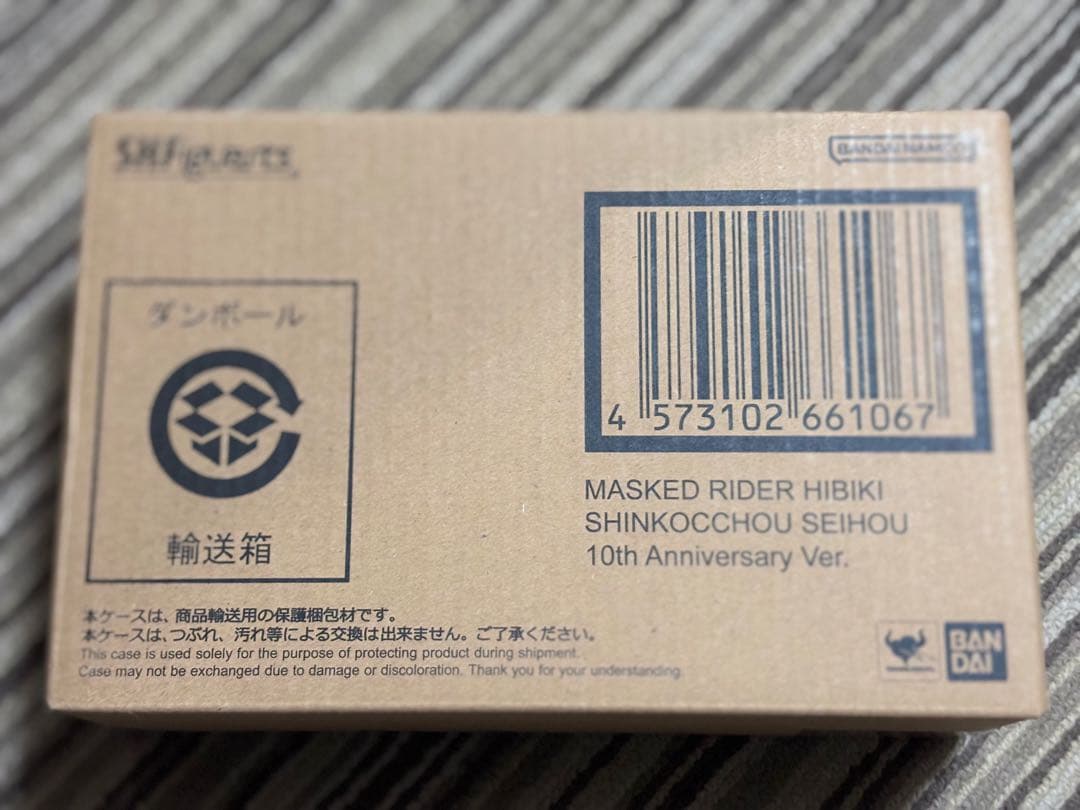 S.H.Figuarts
BANDAI NAMCO
ダンボール
輸送箱
4 573102 661067
MASKED RIDER HIBIKI
SHINKOCCHOU SEIHOU
10th Anniversary Ver.
本ケースは、商品輸送用の保護梱包材です。
本ケースは、つぶれ、汚れ等による交換は出来ません。ご了承ください。
This case is used solely for the purpose of protecting product during shipment.
Case may not be exchanged due to damage or discoloration. Thank you for your understanding.
BAN
DAI